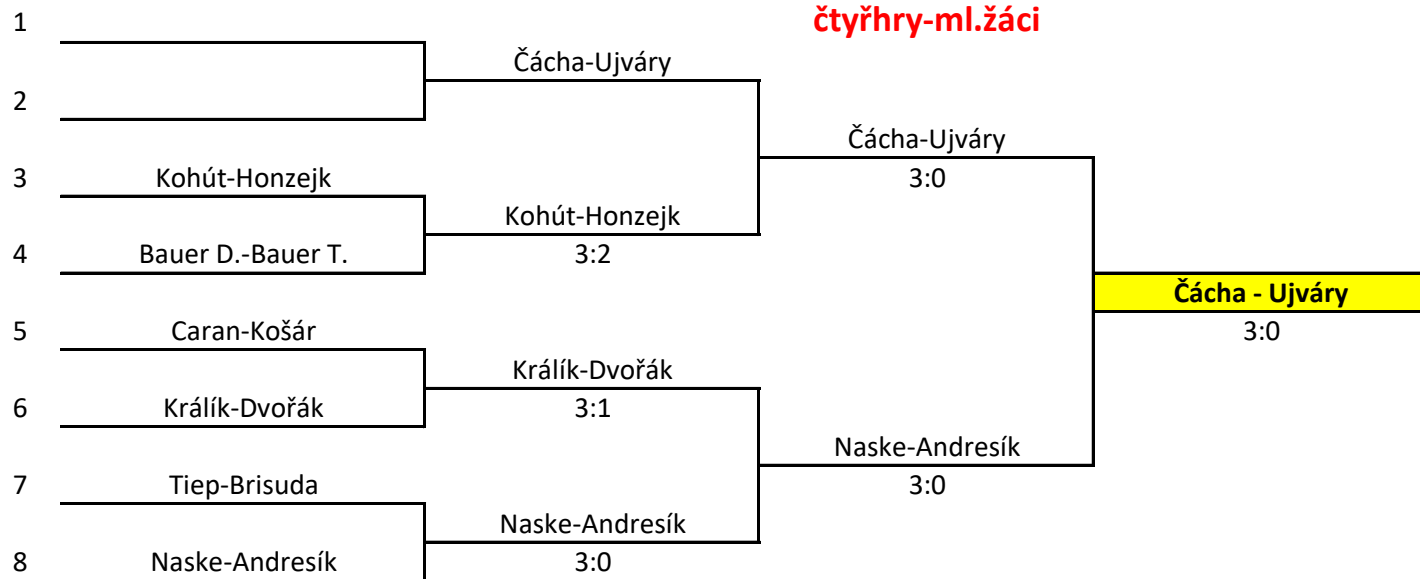 1
čtyřhry-ml.žáci
Čácha-Ujváry
2
Čácha-Ujváry
3 Kohút-Honzejk
3:0
Kohút-Honzejk
4 Bauer D.-Bauer T.
3:2
Čácha - Ujváry
5 Caran-Košár
3:0
Králík-Dvořák
6 Králík-Dvořák
3:1
Naske-Andresík
7 Tiep-Brisuda
3:0
Naske-Andresík
8 Naske-Andresík
3:0